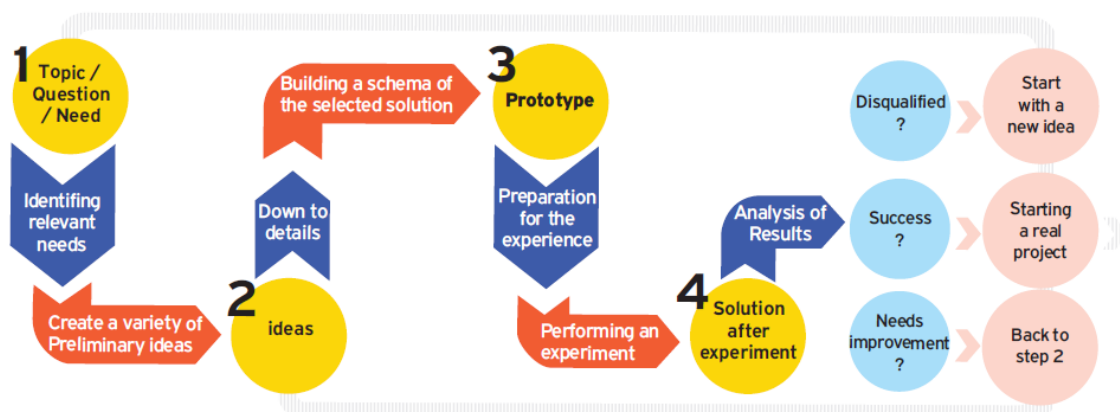 1
Topic /
Question
/ Need
Identifing
relevant
needs
Create a variety of
Preliminary ideas
2
ideas
Down to
details
Building a schema of
the selected solution
3
Prototype
Preparation
for the
experience
Performing an
experiment
4
Solution
after
experiment
Analysis of
Results
Disqualified
?
Start
with a
new idea
Success
?
Starting
a real
project
Needs
improvement
?
Back to
step 2